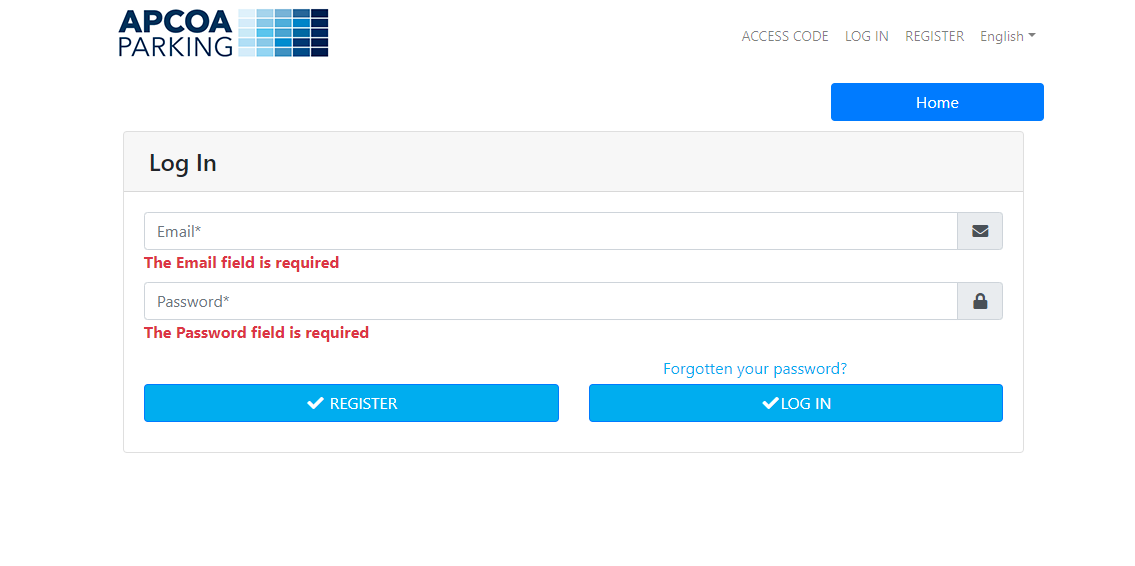 APCOA
PARKING
ACCESS CODE LOG IN REGISTER English
Home
Log In
Email*
The Email field is required
Password*
The Password field is required
Forgotten your password?
REGISTER LOG IN